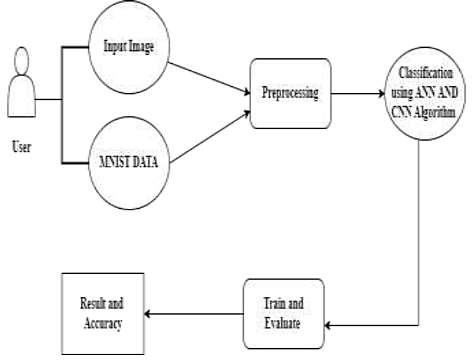 Input Image
User
MNIST DATA
Preprocessing
Classification
using ANN AND
CNN Algorithm
Result and
Accuracy
Train and
Evaluate